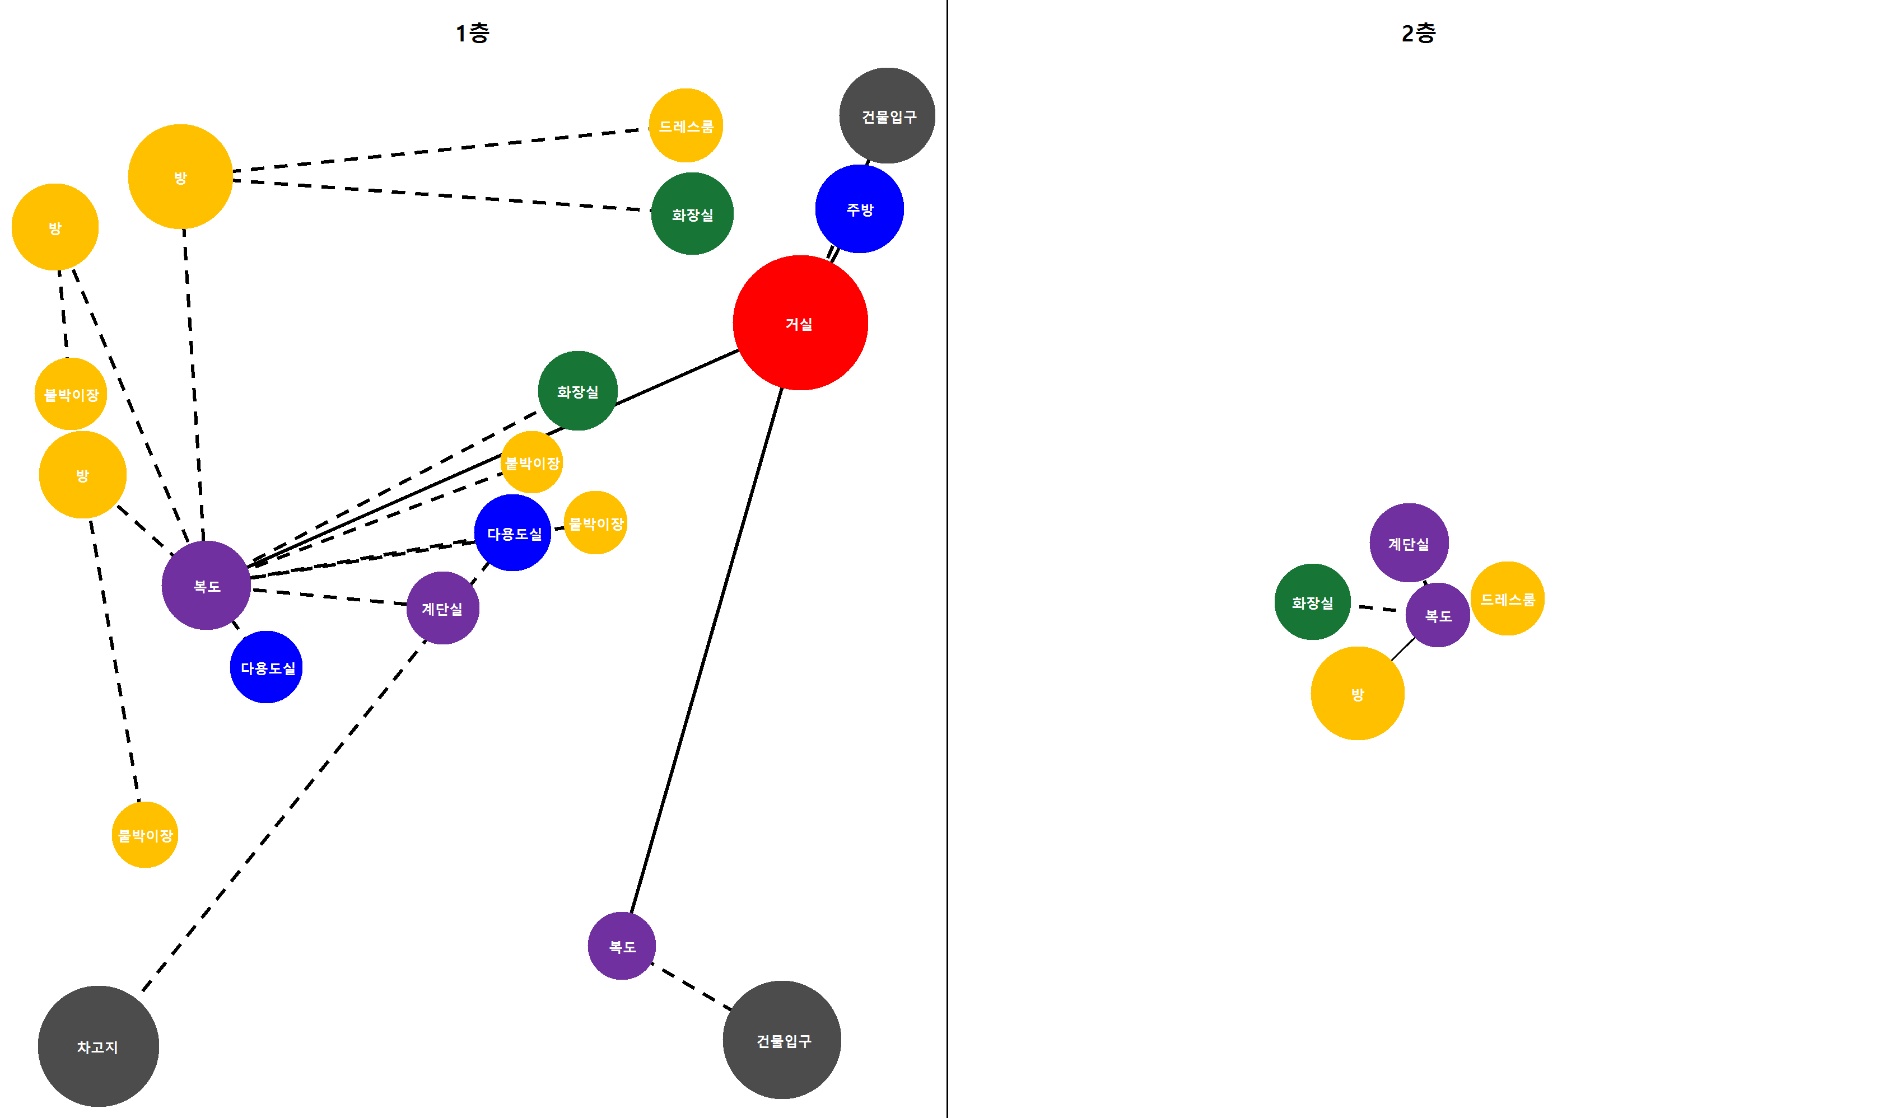 1층
건물입구
드레스룸
방
주방
화장실
방
거실
화장실
붙박이장
붙박이장
방
붙박이장
다용도실
복도
계단실
다용도실
붙박이장
복도
건물입구
차고지
2층
계단실
드레스룸
화장실
복도
방